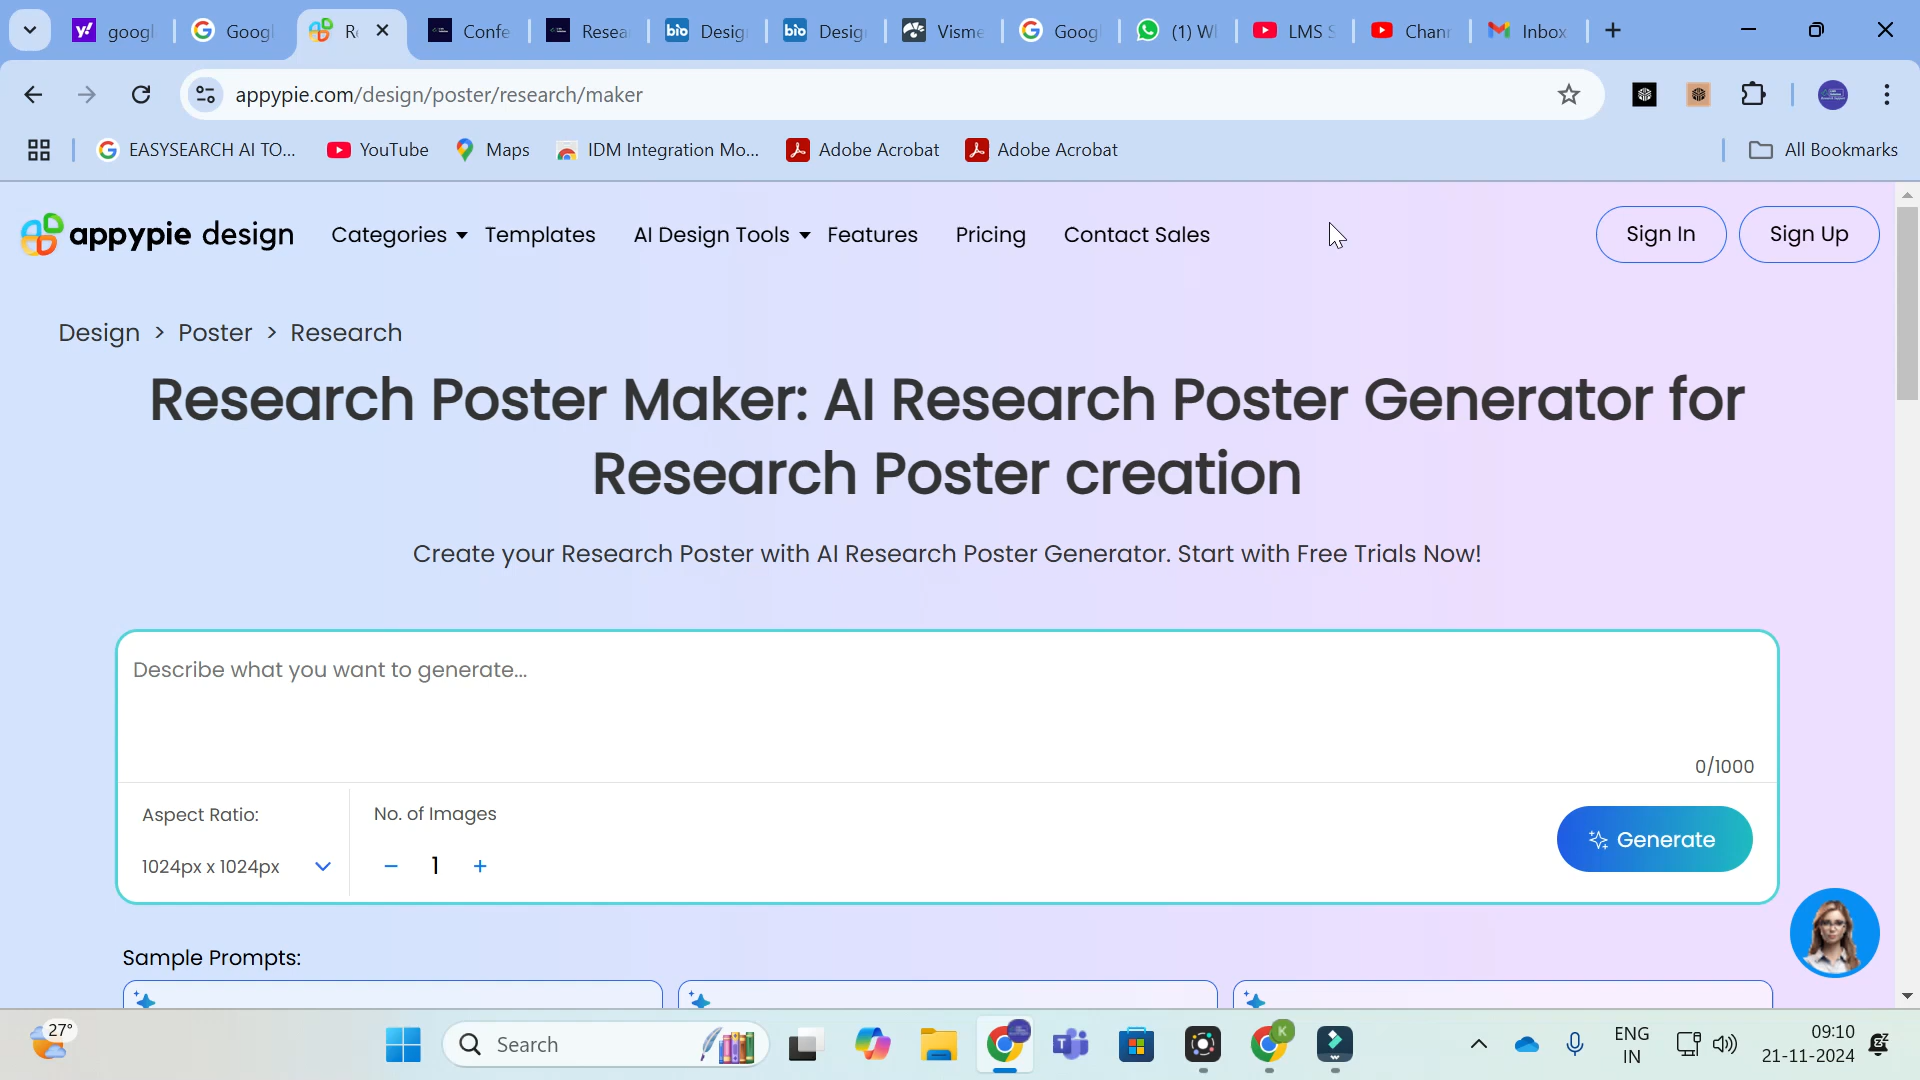 googl
Googl
R
Confe
Resea
Desig
Desig
Visme
Goog
(1) W
LMS S
Chan
Inbox
appypie.com/design/poster/research/maker
EASYSEARCH AI TO...
YouTube
Maps
IDM Integration Mo...
Adobe Acrobat
Adobe Acrobat
All Bookmarks
appypie design
Categories
Templates
AI Design Tools
Features
Pricing
Contact Sales
Sign In
Sign Up
Design > Poster > Research
Research Poster Maker: AI Research Poster Generator for
Research Poster creation
Create your Research Poster with AI Research Poster Generator. Start with Free Trials Now!
Describe what you want to generate...
0/1000
Aspect Ratio:
No. of Images
1024px x 1024px
− 1 +
Generate
Sample Prompts:
27°
Search
K
ENG
IN
09:10
21-11-2024